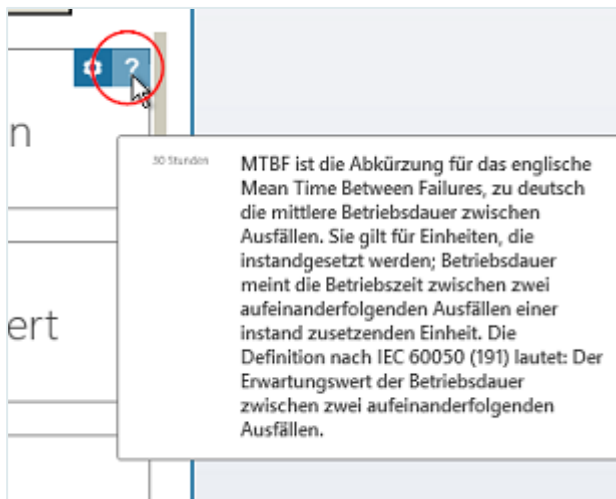 ?
n
30 Stunden
MTBF ist die Abkürzung für das englische
Mean Time Between Failures, zu deutsch
die mittlere Betriebsdauer zwischen
Ausfällen. Sie gilt für Einheiten, die
instandgesetzt werden; Betriebsdauer
meint die Betriebszeit zwischen zwei
aufeinanderfolgenden Ausfällen einer
instand zusetzenden Einheit. Die
Definition nach IEC 60050 (191) lautet: Der
Erwartungswert der Betriebsdauer
zwischen zwei aufeinanderfolgenden
Ausfällen.
ert